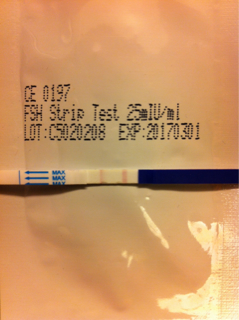 CE 0197
FSH Strip Test 25mIU/ml
LOT:C5020208 EXP:20170301
MAX
MAX
MAX